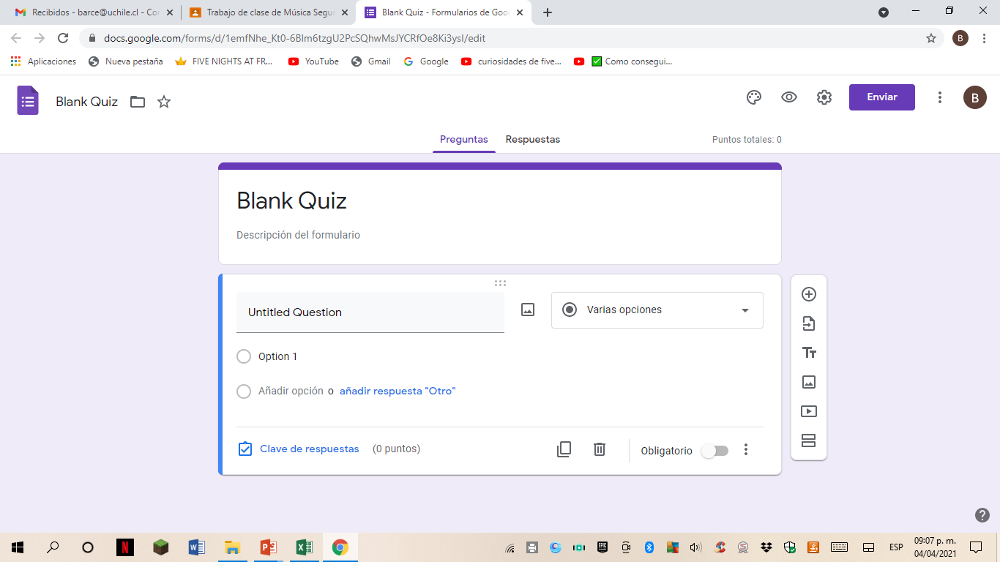 Recibidos - barce@uchile.cl - Cor
Trabajo de clase de Música Segun
Blank Quiz - Formularios de Goog
docs.google.com/forms/d/1emfNhe_Kt0-6BIm6tzgU2PcSQhwMsJYCRfOe8Ki3ysI/edit
B
Aplicaciones
Nueva pestaña
FIVE NIGHTS AT FR...
YouTube
Gmail
Google
curiosidades de five...
Como consegui...
Blank Quiz
Enviar
B
Preguntas
Respuestas
Puntos totales: 0
Blank Quiz
Descripción del formulario
Untitled Question
Varias opciones
Option 1
Añadir opción o añadir respuesta "Otro"
Clave de respuestas (0 puntos)
Obligatorio
ESP
09:07 p. m.
04/04/2021